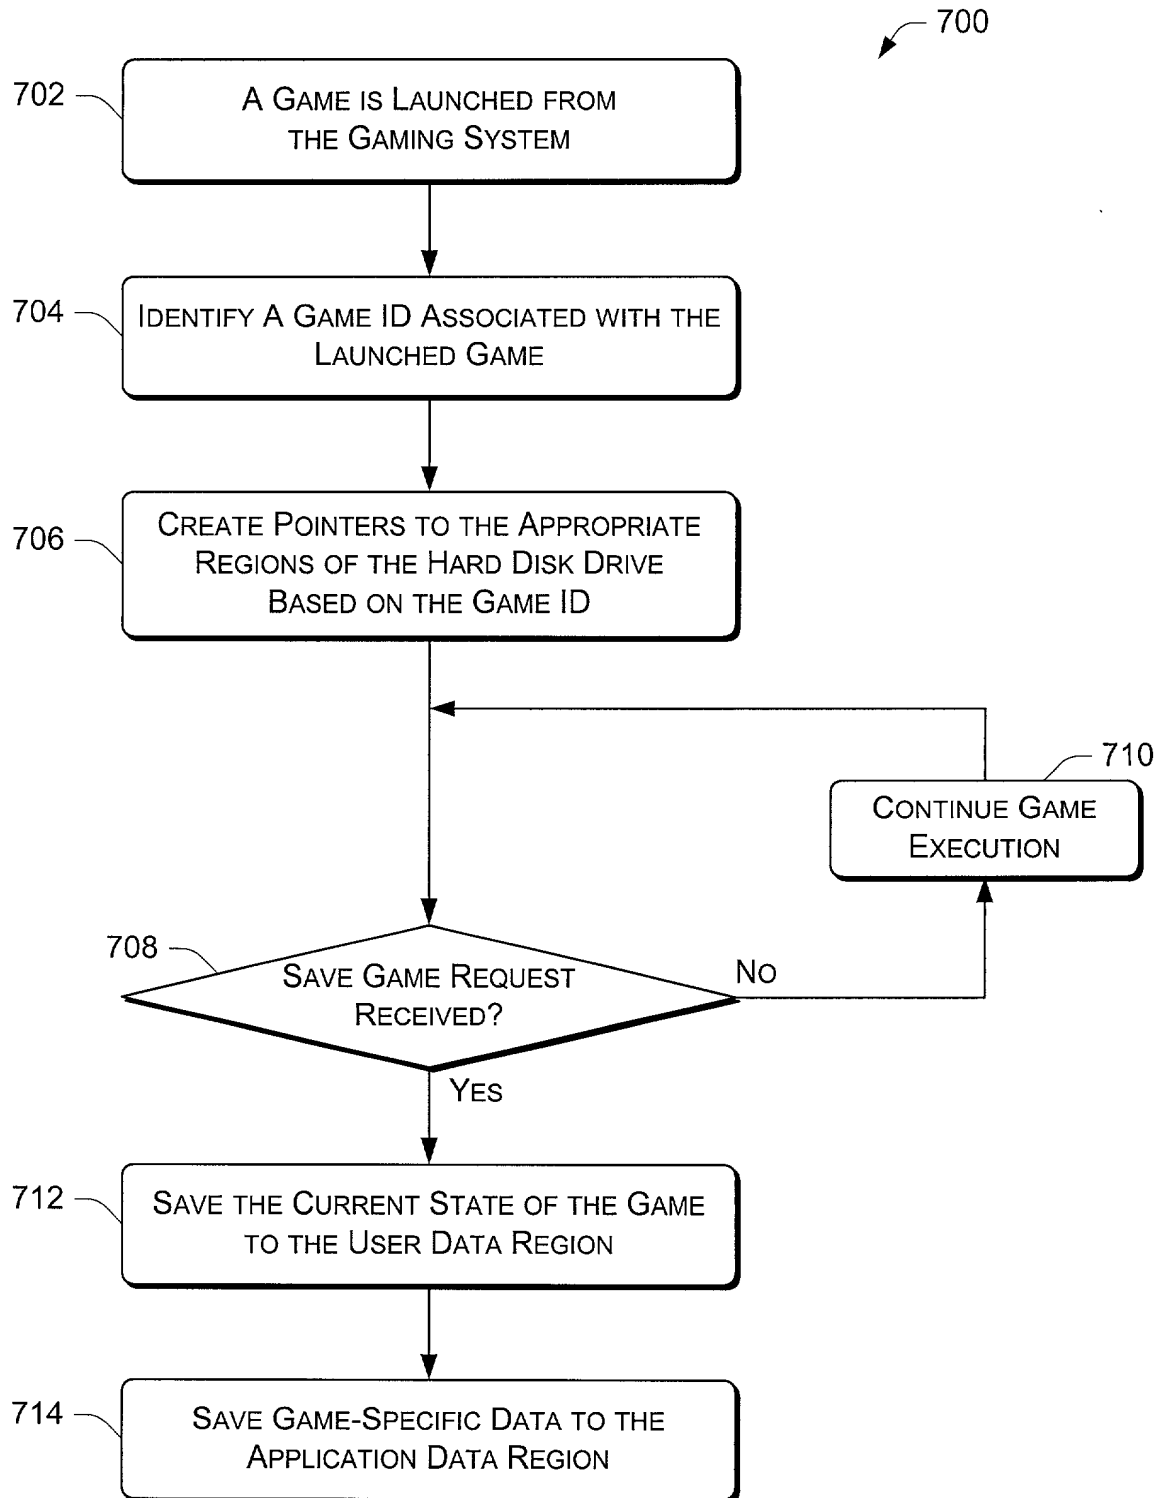 700
702
A GAME IS LAUNCHED FROM
THE GAMING SYSTEM
704
IDENTIFY A GAME ID ASSOCIATED WITH THE
LAUNCHED GAME
706
CREATE POINTERS TO THE APPROPRIATE
REGIONS OF THE HARD DISK DRIVE
BASED ON THE GAME ID
710
CONTINUE GAME
EXECUTION
708
SAVE GAME REQUEST
RECEIVED?
NO
YES
712
SAVE THE CURRENT STATE OF THE GAME
TO THE USER DATA REGION
714
SAVE GAME-SPECIFIC DATA TO THE
APPLICATION DATA REGION